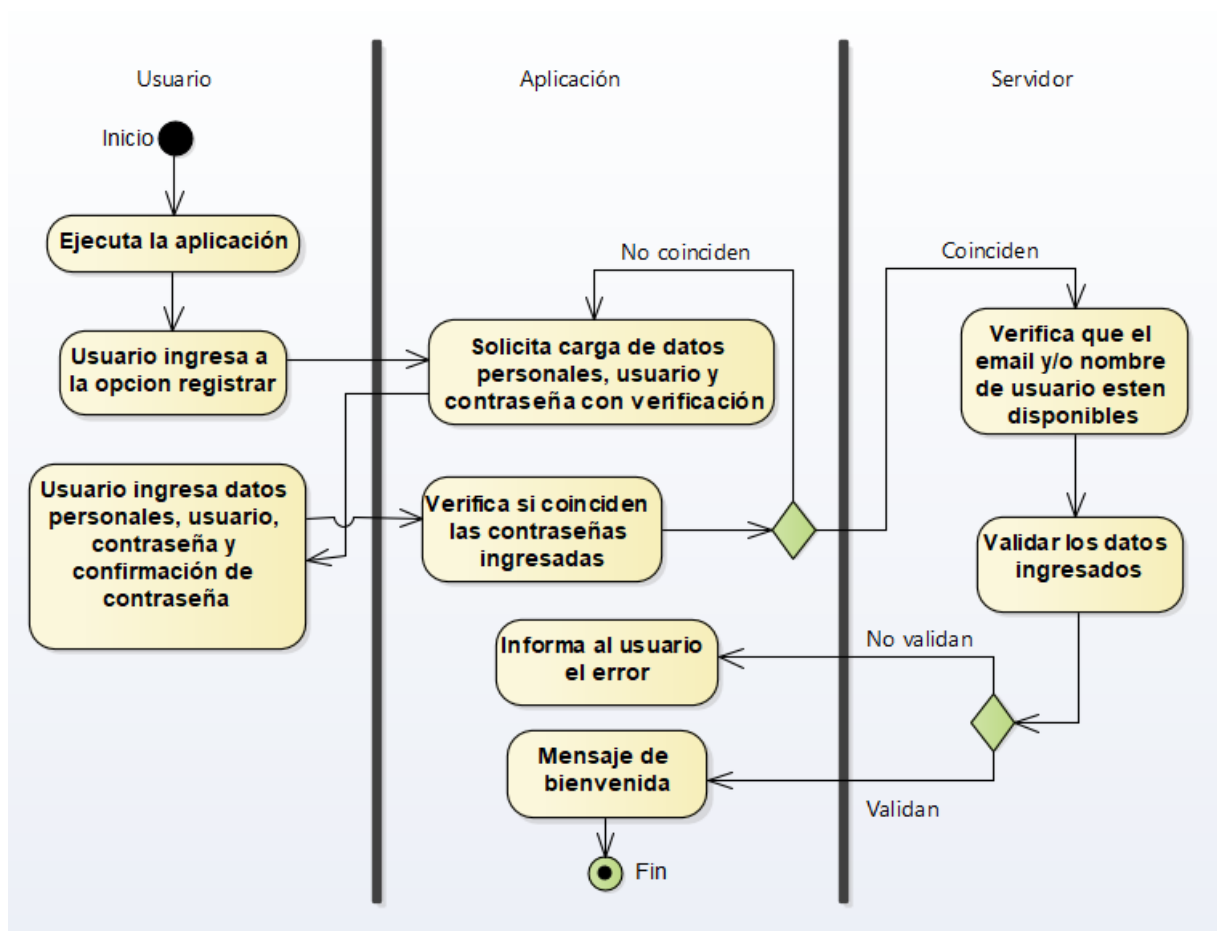 Usuario
Aplicación
Servidor
Inicio
Ejecuta la aplicación
No coinciden
Coinciden
Usuario ingresa a
la opcion registrar
Solicita carga de datos
personales, usuario y
contraseña con verificación
Verifica que el
email y/o nombre
de usuario esten
disponibles
Usuario ingresa datos
personales, usuario,
contraseña y
confirmación de
contraseña
Verifica si coinciden
las contraseñas
ingresadas
Validar los datos
ingresados
Informa al usuario
el error
No validan
Mensaje de
bienvenida
Validan
Fin